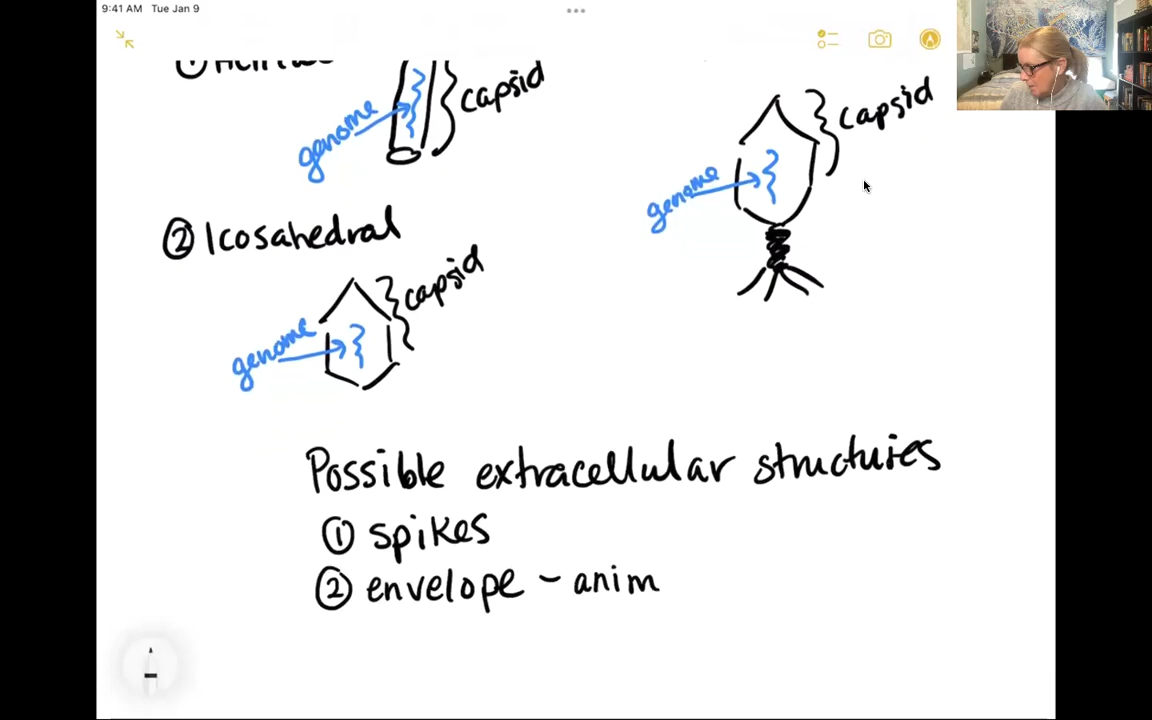 9:41 AM Tue Jan 9
capsid
genome
capsid
genome
② Icosahedral
capsid
genome
Possible extracellular structures
① spikes
② envelope - anim